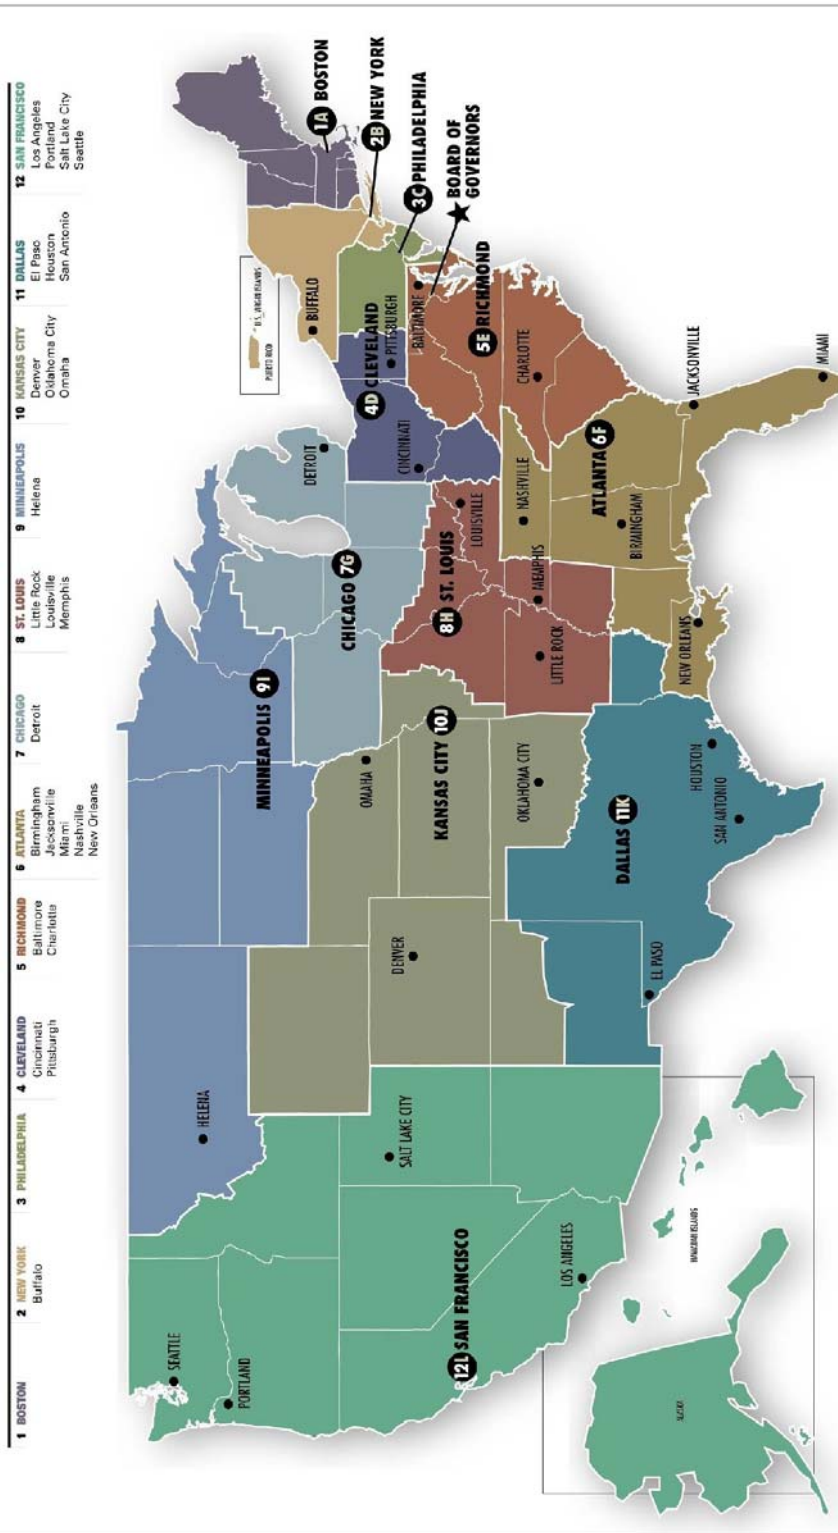 1 BOSTON
2 NEW YORK
Buffalo
3 PHILADELPHIA
4 CLEVELAND
Cincinnati
Pittsburgh
5 RICHMOND
Baltimore
Charlotte
6 ATLANTA
Birmingham
Jacksonville
Miami
Nashville
New Orleans
7 CHICAGO
Detroit
8 ST. LOUIS
Little Rock
Louisville
Memphis
9 MINNEAPOLIS
Helena
10 KANSAS CITY
Denver
Oklahoma City
Omaha
11 DALLAS
El Paso
Houston
San Antonio
12 SAN FRANCISCO
Los Angeles
Portland
Salt Lake City
Seattle
SEATTLE
PORTLAND
HELENA
MINNEAPOLIS 9I
BUFFALO
PUERTO RICO
U.S. VIRGIN ISLANDS
1A BOSTON
2B NEW YORK
3C PHILADELPHIA
BOARD OF
GOVERNORS
4D CLEVELAND
PITTSBURGH
BALTIMORE
CINCINNATI
5E RICHMOND
CHARLOTTE
DETROIT
CHICAGO 7G
8H ST. LOUIS
LOUISVILLE
NASHVILLE
MEMPHIS
LITTLE ROCK
ATLANTA 6F
BIRMINGHAM
JACKSONVILLE
MIAMI
NEW ORLEANS
OMAHA
KANSAS CITY 10J
OKLAHOMA CITY
DENVER
DALLAS 11K
HOUSTON
SAN ANTONIO
EL PASO
SALT LAKE CITY
12L SAN FRANCISCO
LOS ANGELES
HAWAIIAN ISLANDS
ALASKA